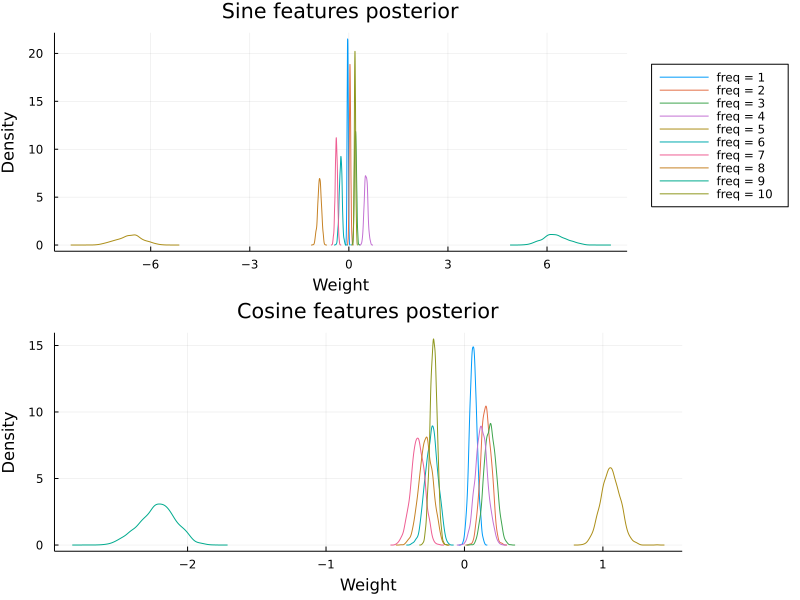 Sine features posterior
Density
20
15
10
5
0
−6
−3
0
3
6
Weight
freq = 1
freq = 2
freq = 3
freq = 4
freq = 5
freq = 6
freq = 7
freq = 8
freq = 9
freq = 10
Cosine features posterior
Density
15
10
5
0
−2
−1
0
1
Weight